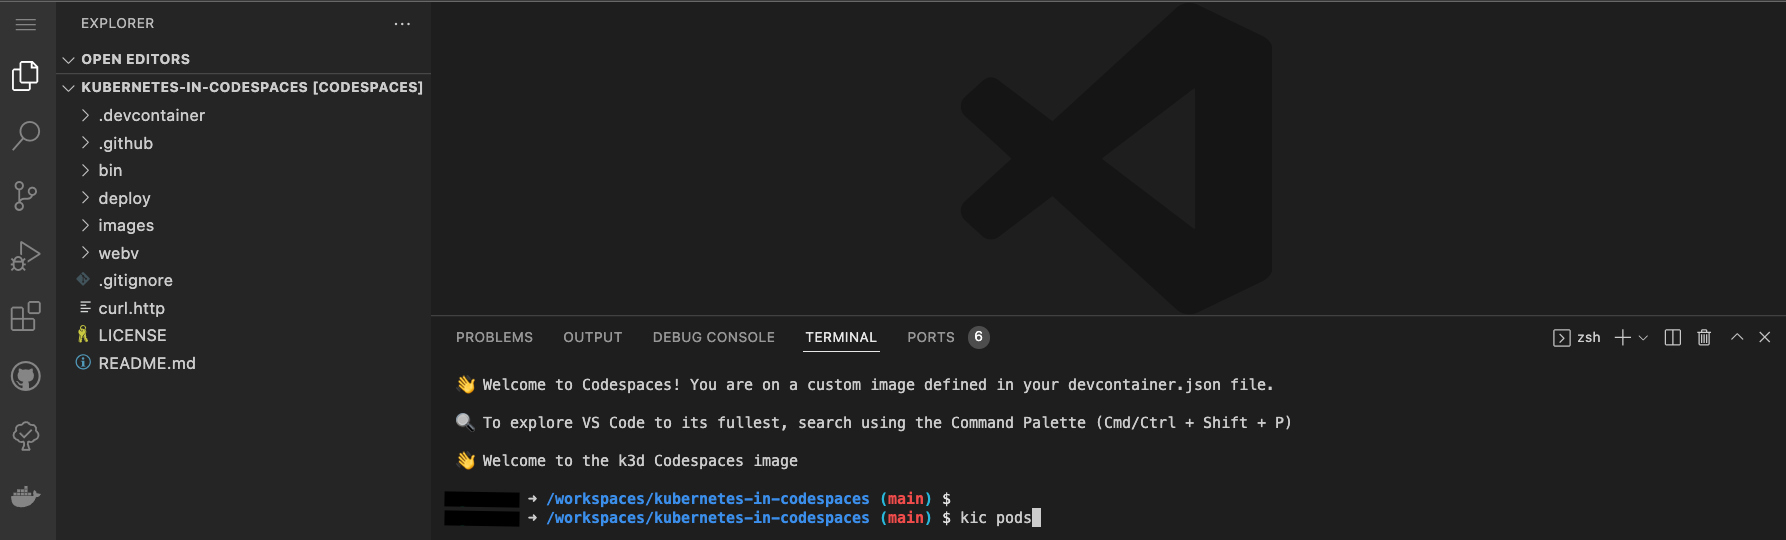 EXPLORER
OPEN EDITORS
KUBERNETES-IN-CODESPACES [CODESPACES]
.devcontainer
.github
bin
deploy
images
webv
.gitignore
curl.http
LICENSE
README.md
PROBLEMS OUTPUT DEBUG CONSOLE TERMINAL PORTS 6 zsh
👋 Welcome to Codespaces! You are on a custom image defined in your devcontainer.json file.
🔍 To explore VS Code to its fullest, search using the Command Palette (Cmd/Ctrl + Shift + P)
👋 Welcome to the k3d Codespaces image
➜ /workspaces/kubernetes-in-codespaces (main) $
➜ /workspaces/kubernetes-in-codespaces (main) $ kic pods